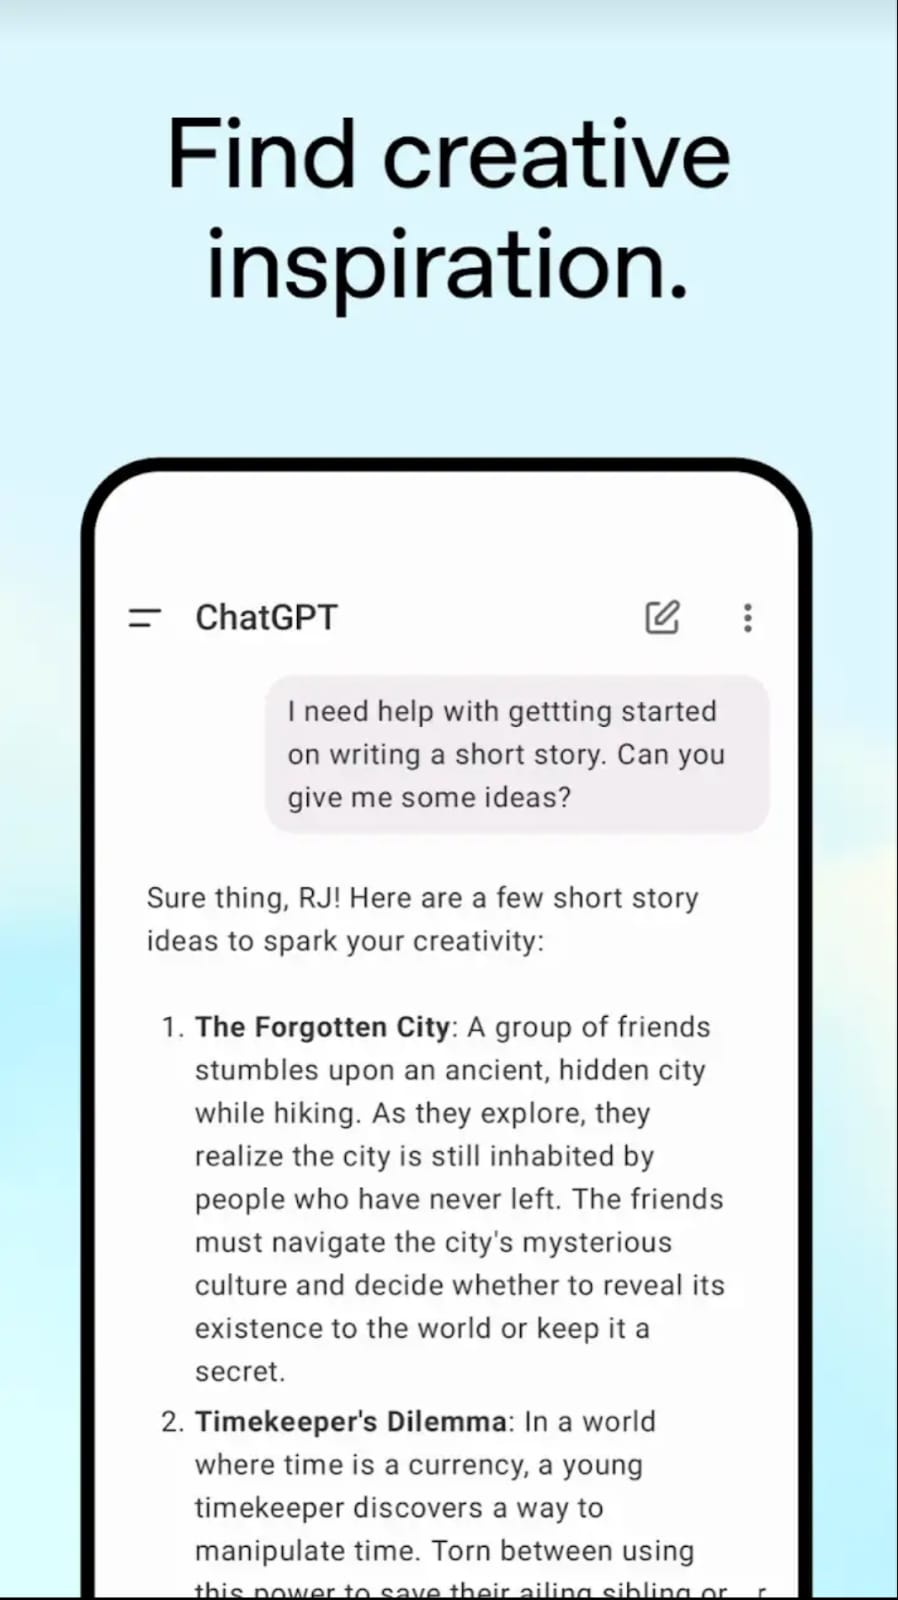 Find creative
inspiration.
ChatGPT
I need help with gettting started
on writing a short story. Can you
give me some ideas?
Sure thing, RJ! Here are a few short story
ideas to spark your creativity:
1. The Forgotten City: A group of friends
stumbles upon an ancient, hidden city
while hiking. As they explore, they
realize the city is still inhabited by
people who have never left. The friends
must navigate the city's mysterious
culture and decide whether to reveal its
existence to the world or keep it a
secret.
2. Timekeeper's Dilemma: In a world
where time is a currency, a young
timekeeper discovers a way to
manipulate time. Torn between using
this power to save their ailing sibling or